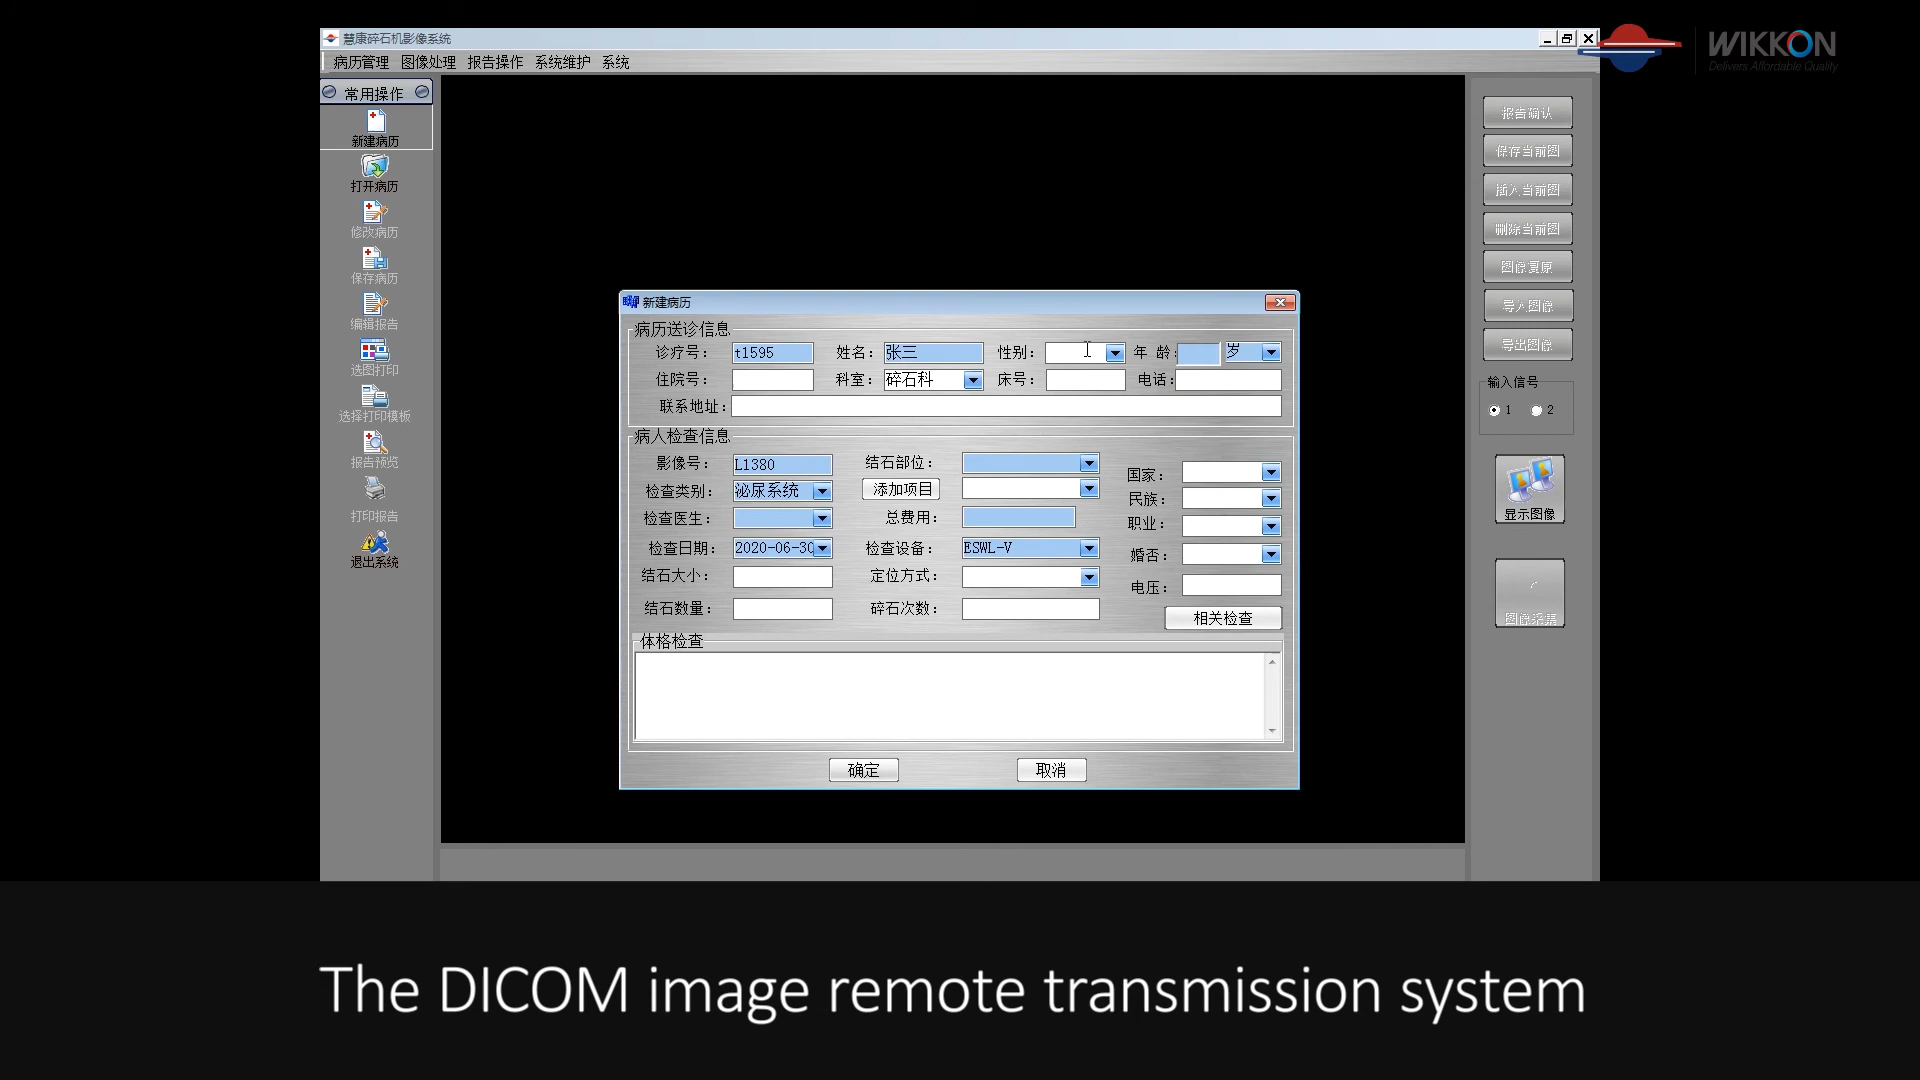 慧康碎石机影像系统
WIKKON
Delivers Affordable Quality
病历管理 图像处理 报告操作 系统维护 系统
常用操作
新建病历
打开病历
修改病历
保存病历
编辑报告
选图打印
选择打印模板
报告预览
打印报告
退出系统
报告确认
保存当前图
插入当前图
删除当前图
图像复原
导入图像
导出图像
输入信号
1 2
显示图像
图像采集
新建病历
病历送诊信息
诊疗号： t1595 姓名： 张三 性别： 年 龄： 岁
住院号： 科室： 碎石科 床号： 电话：
联系地址：
病人检查信息
影像号： L1380 结石部位： 国家：
检查类别： 泌尿系统 添加项目 民族：
检查医生： 总费用： 职业：
检查日期： 2020-06-30 检查设备： ESWL-V 婚否：
结石大小： 定位方式： 电压：
结石数量： 碎石次数： 相关检查
体格检查
确定 取消
The DICOM image remote transmission system